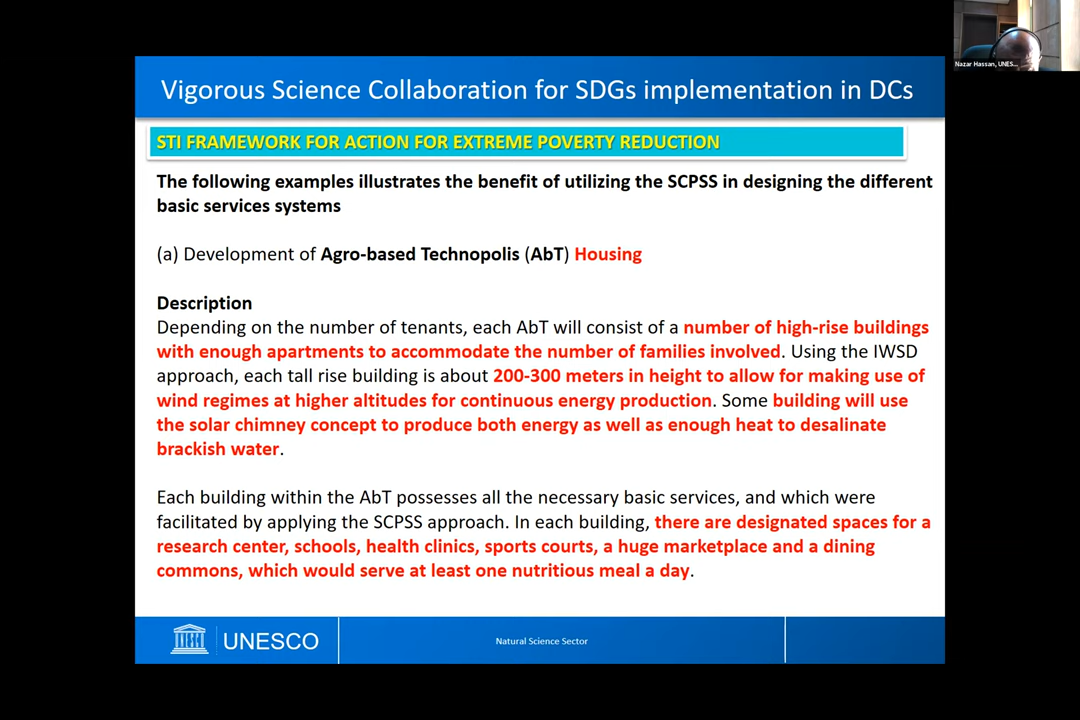 Nazar Hassan, UNES...
Vigorous Science Collaboration for SDGs implementation in DCs
STI FRAMEWORK FOR ACTION FOR EXTREME POVERTY REDUCTION
The following examples illustrates the benefit of utilizing the SCPSS in designing the different
basic services systems
(a) Development of Agro-based Technopolis (AbT) Housing
Description
Depending on the number of tenants, each AbT will consist of a number of high-rise buildings
with enough apartments to accommodate the number of families involved. Using the IWSD
approach, each tall rise building is about 200-300 meters in height to allow for making use of
wind regimes at higher altitudes for continuous energy production. Some building will use
the solar chimney concept to produce both energy as well as enough heat to desalinate
brackish water.
Each building within the AbT possesses all the necessary basic services, and which were
facilitated by applying the SCPSS approach. In each building, there are designated spaces for a
research center, schools, health clinics, sports courts, a huge marketplace and a dining
commons, which would serve at least one nutritious meal a day.
UNESCO
UNESCO
Natural Science Sector